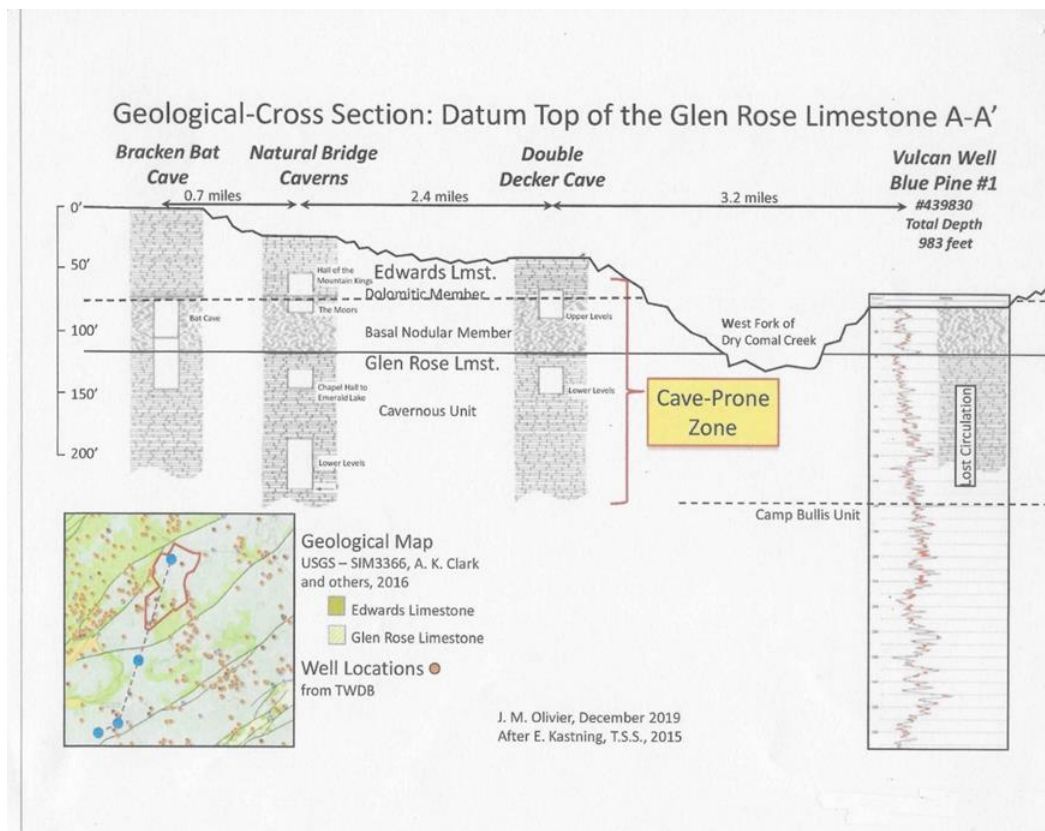 Geological-Cross Section: Datum Top of the Glen Rose Limestone A-A’
Bracken Bat
Cave
Natural Bridge
Caverns
Double
Decker Cave
Vulcan Well
Blue Pine #1
#439830
Total Depth
983 feet
0.7 miles
2.4 miles
3.2 miles
0’
50’
100’
150’
200’
Hall of the
Mountain Kings
The Moors
Bat Cave
Chapel Hall to
Emerald Lake
Lower Levels
Edwards Lmst.
Dolomitic Member
Basal Nodular Member
Glen Rose Lmst.
Cavernous Unit
Upper Levels
Lower Levels
West Fork of
Dry Comal Creek
Cave-Prone
Zone
Lost Circulation
Camp Bullis Unit
Geological Map
USGS – SIM3366, A. K. Clark
and others, 2016
Edwards Limestone
Glen Rose Limestone
Well Locations
from TWDB
J. M. Olivier, December 2019
After E. Kastning, T.S.S., 2015